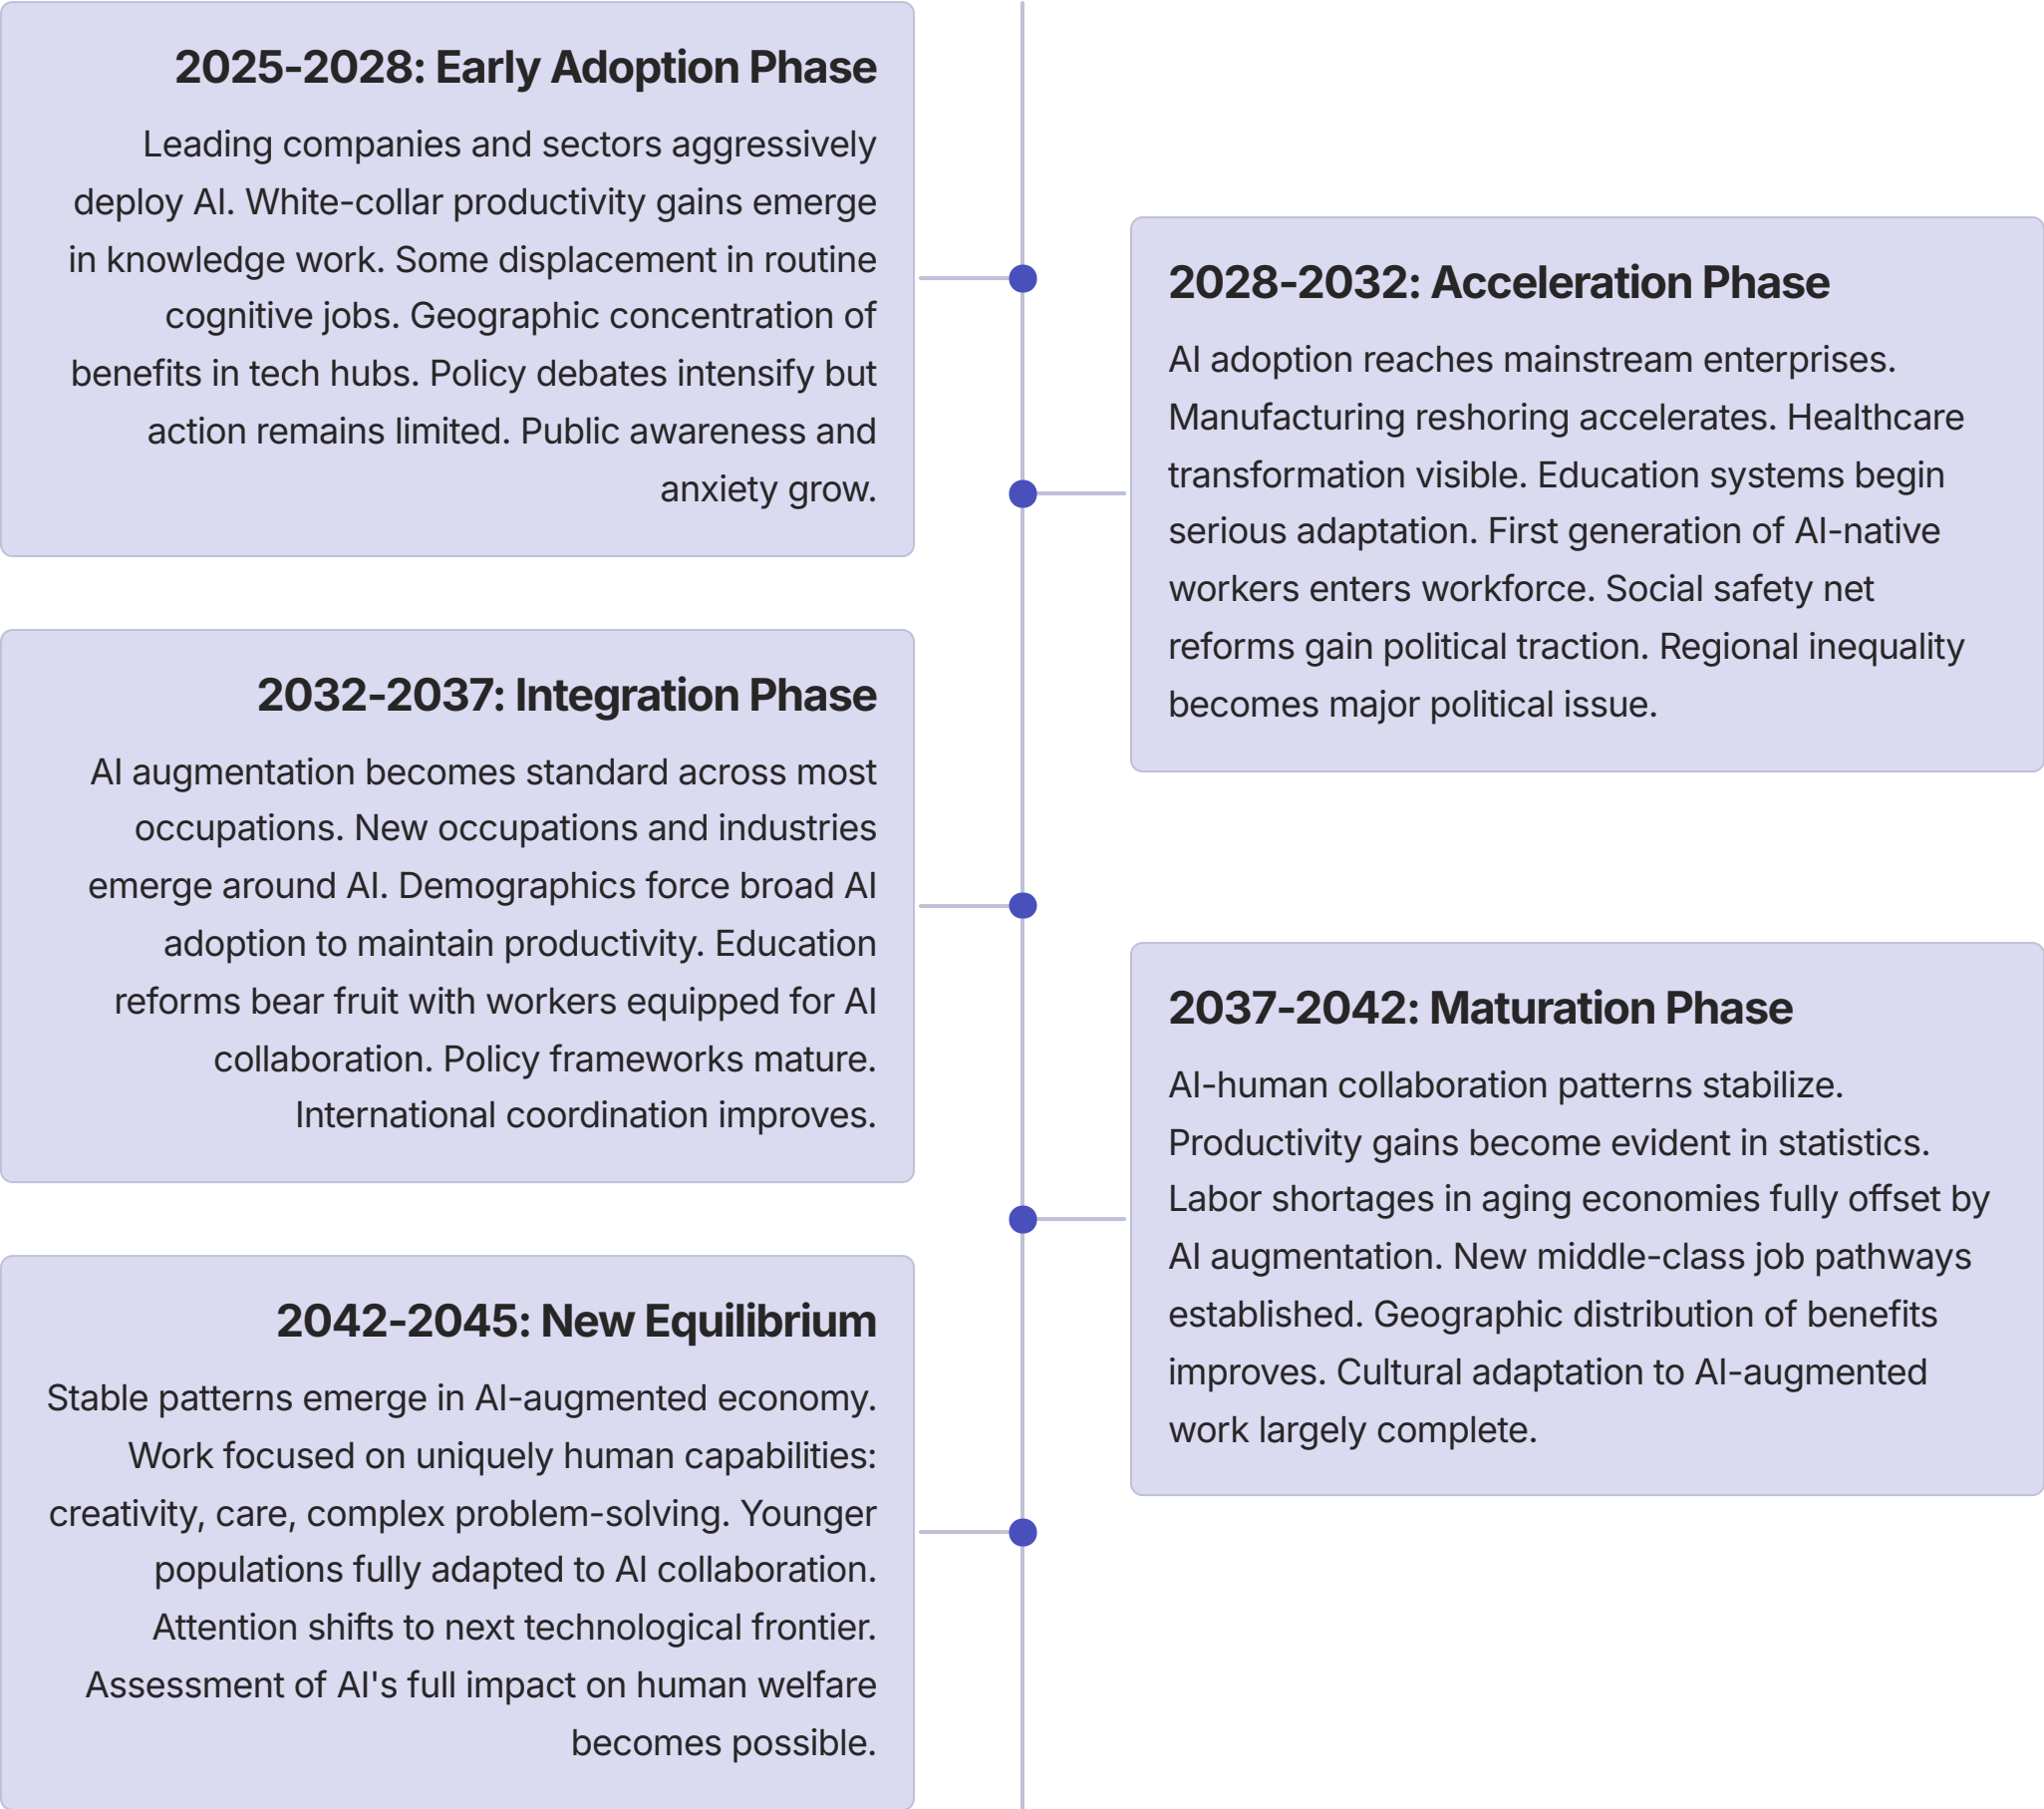 2025-2028: Early Adoption Phase
Leading companies and sectors aggressively
deploy AI. White-collar productivity gains emerge
in knowledge work. Some displacement in routine
cognitive jobs. Geographic concentration of
benefits in tech hubs. Policy debates intensify but
action remains limited. Public awareness and
anxiety grow.
2028-2032: Acceleration Phase
AI adoption reaches mainstream enterprises.
Manufacturing reshoring accelerates. Healthcare
transformation visible. Education systems begin
serious adaptation. First generation of AI-native
workers enters workforce. Social safety net
reforms gain political traction. Regional inequality
becomes major political issue.
2032-2037: Integration Phase
AI augmentation becomes standard across most
occupations. New occupations and industries
emerge around AI. Demographics force broad AI
adoption to maintain productivity. Education
reforms bear fruit with workers equipped for AI
collaboration. Policy frameworks mature.
International coordination improves.
2037-2042: Maturation Phase
AI-human collaboration patterns stabilize.
Productivity gains become evident in statistics.
Labor shortages in aging economies fully offset by
AI augmentation. New middle-class job pathways
established. Geographic distribution of benefits
improves. Cultural adaptation to AI-augmented
work largely complete.
2042-2045: New Equilibrium
Stable patterns emerge in AI-augmented economy.
Work focused on uniquely human capabilities:
creativity, care, complex problem-solving. Younger
populations fully adapted to AI collaboration.
Attention shifts to next technological frontier.
Assessment of AI's full impact on human welfare
becomes possible.